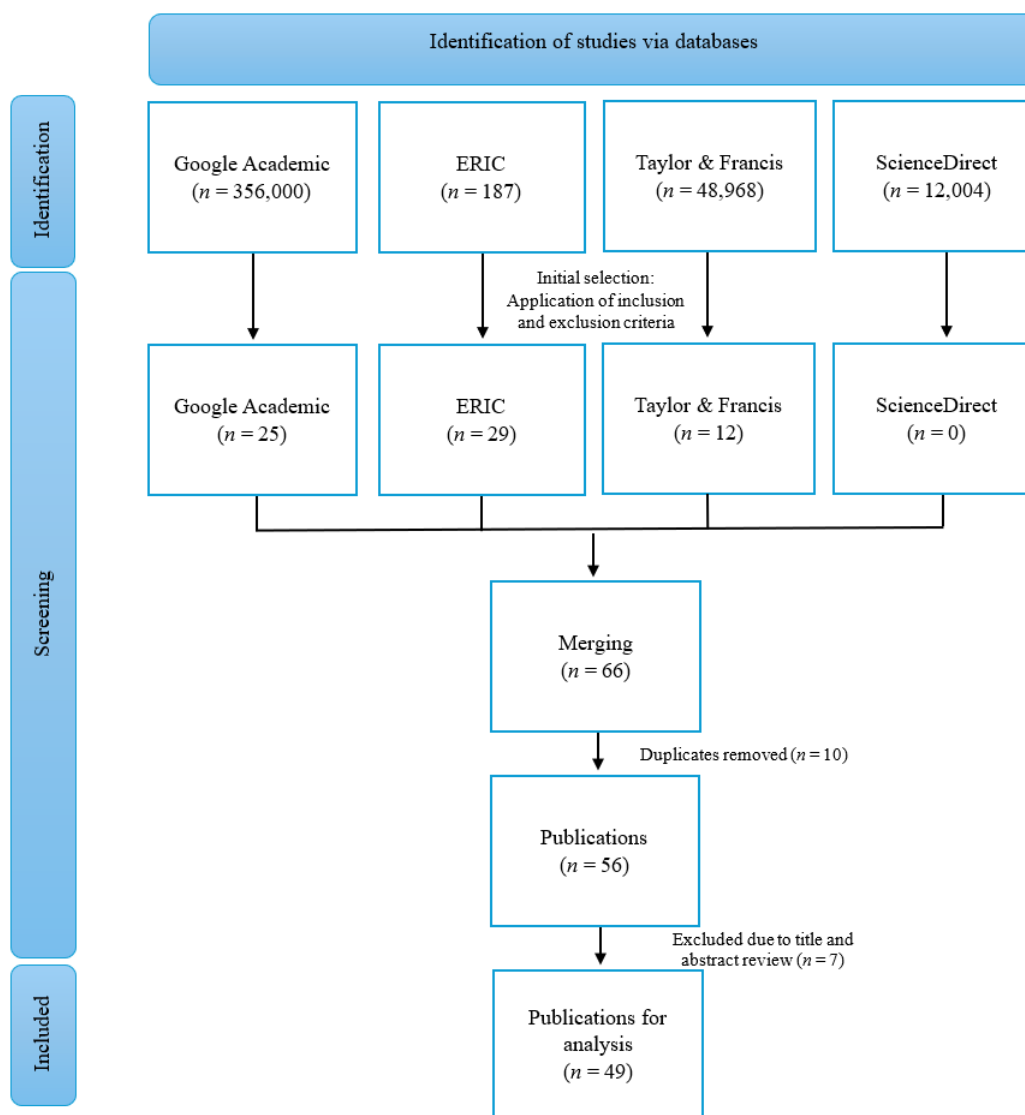 Identification of studies via databases
Identification
Google Academic
(n = 356,000)
ERIC
(n = 187)
Taylor & Francis
(n = 48,968)
ScienceDirect
(n = 12,004)
Initial selection:
Application of inclusion
and exclusion criteria
Screening
Google Academic
(n = 25)
ERIC
(n = 29)
Taylor & Francis
(n = 12)
ScienceDirect
(n = 0)
Merging
(n = 66)
Duplicates removed (n = 10)
Publications
(n = 56)
Excluded due to title and
abstract review (n = 7)
Included
Publications for
analysis
(n = 49)